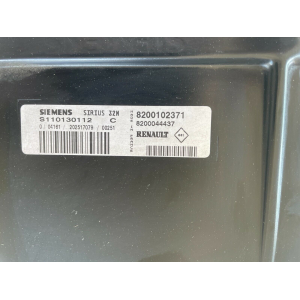 SIEMENS SIRIUS 32N
S110130112 C
8200102371
8200044437
RENAULT